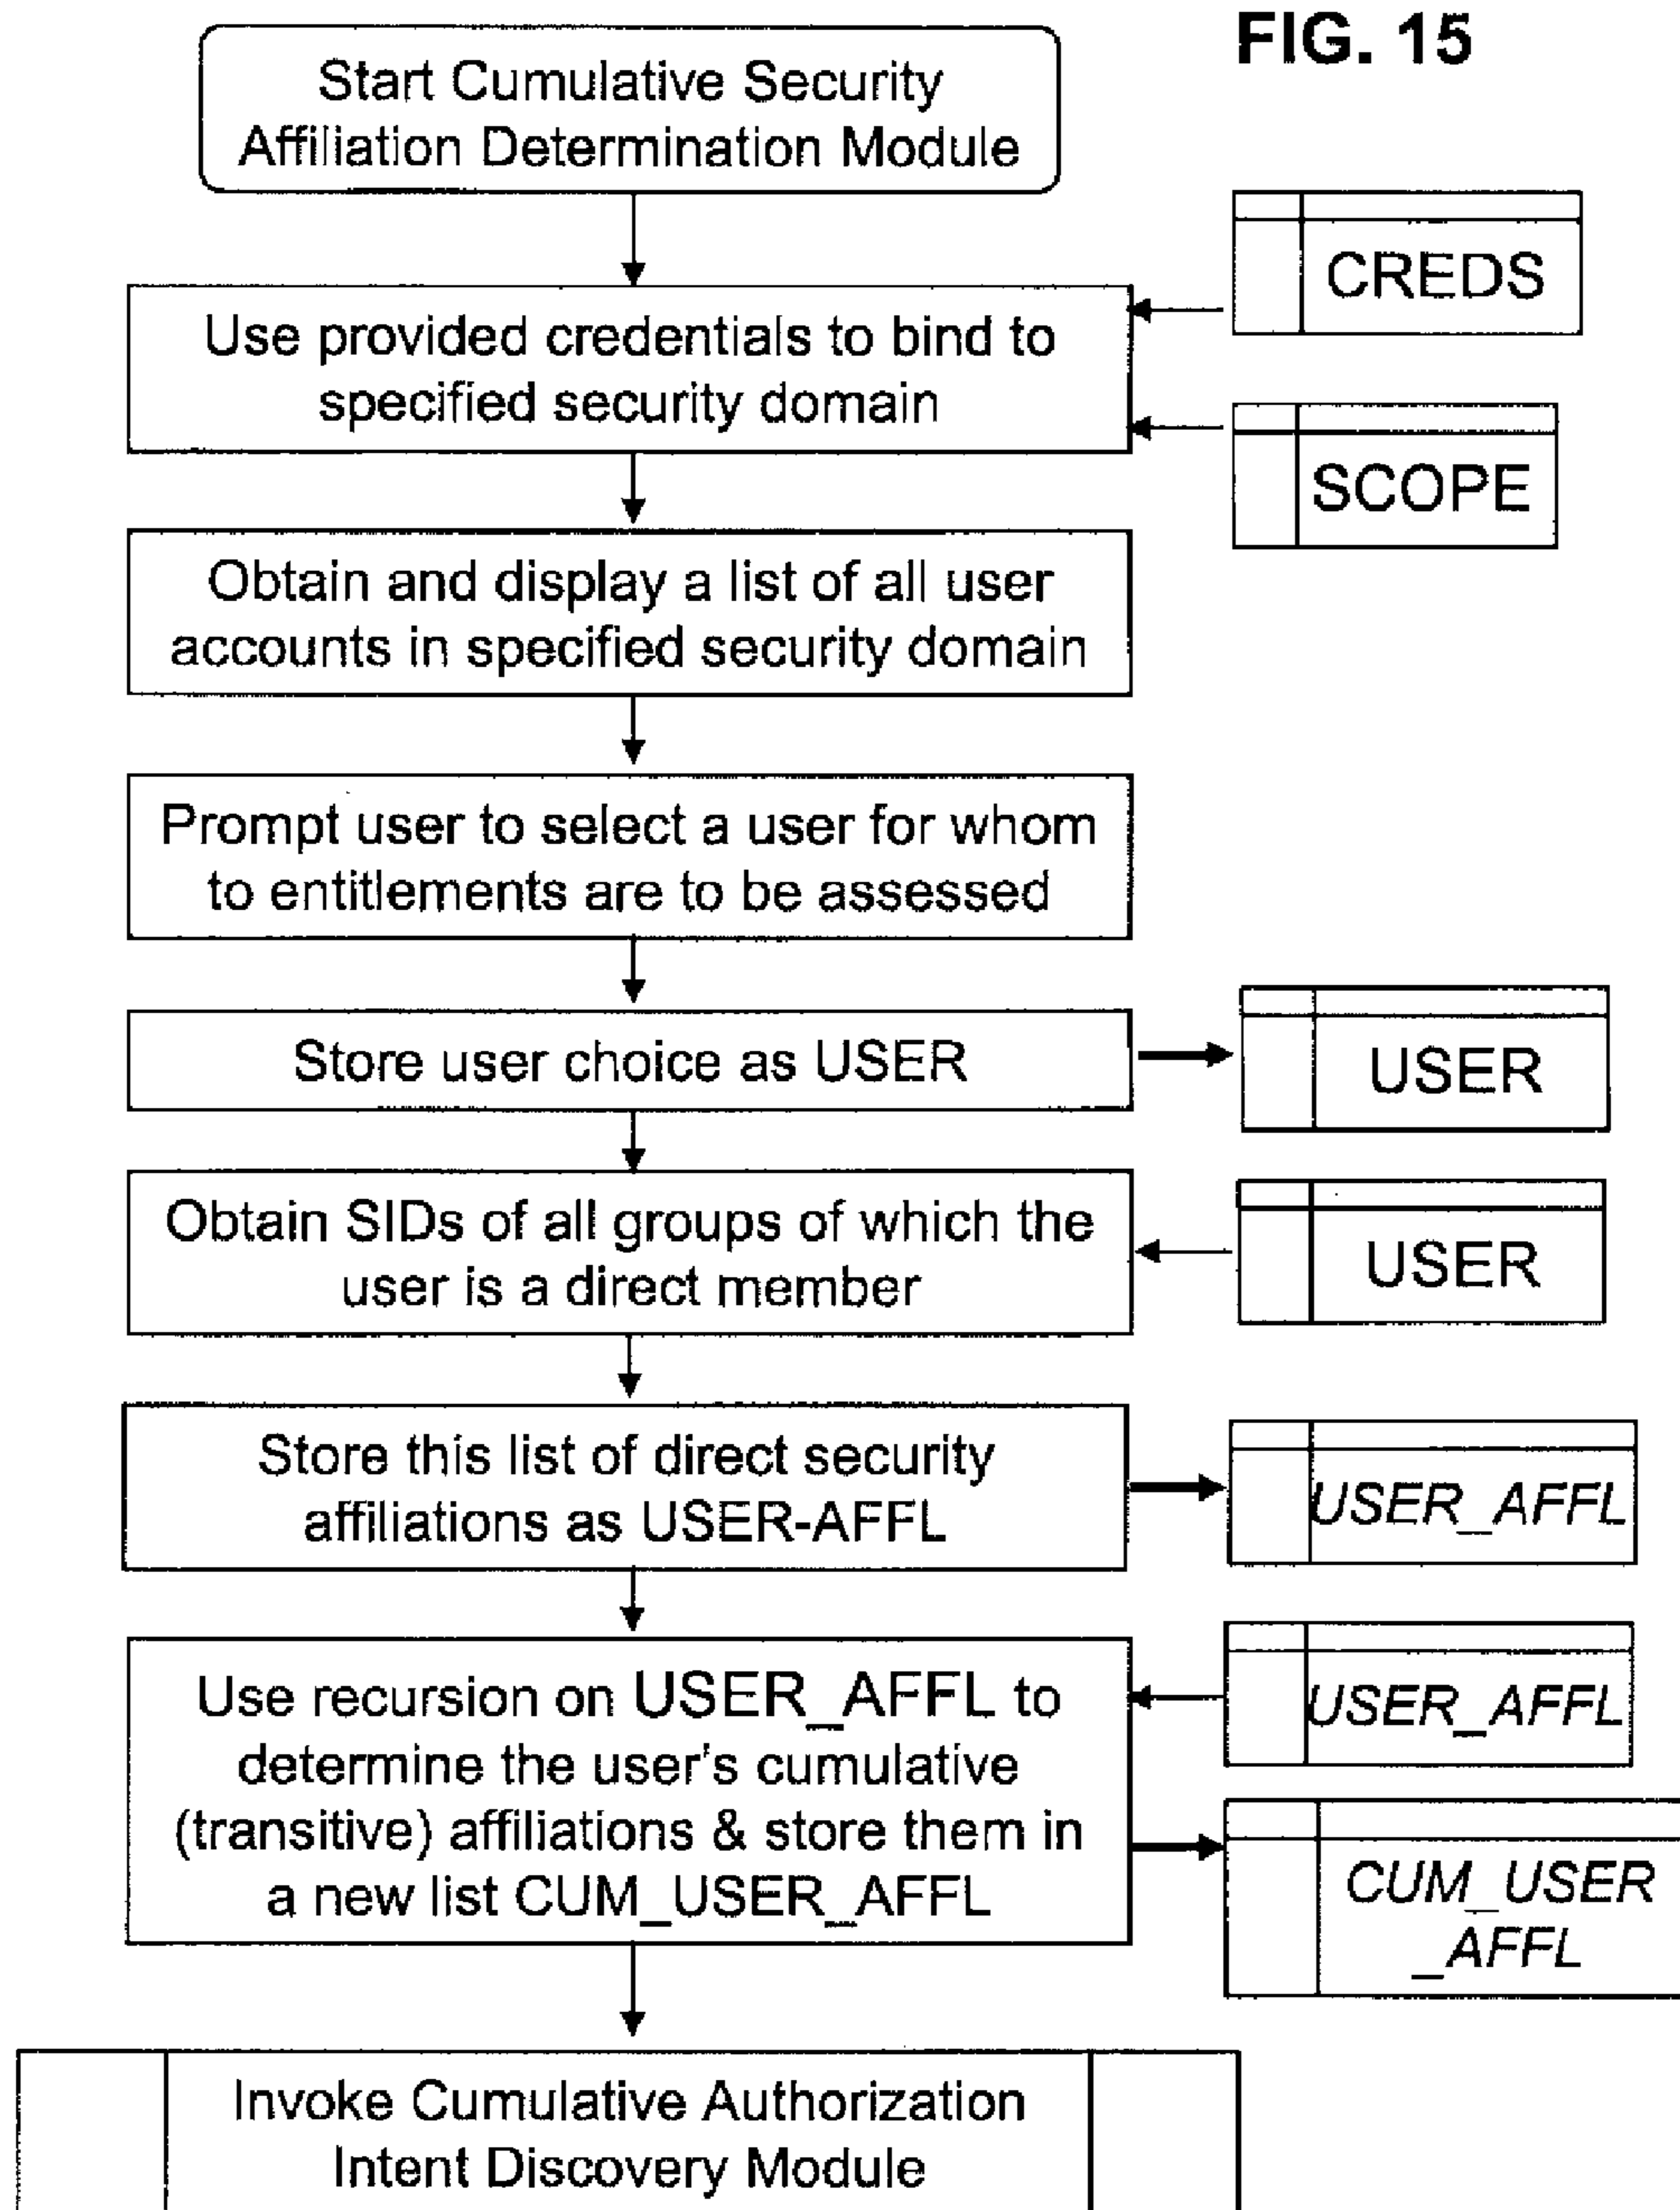 FIG. 15
Start Cumulative Security
Affiliation Determination Module
CREDS
Use provided credentials to bind to
specified security domain
SCOPE
Obtain and display a list of all user
accounts in specified security domain
Prompt user to select a user for whom
to entitlements are to be assessed
Store user choice as USER
USER
Obtain SIDs of all groups of which the
user is a direct member
USER
Store this list of direct security
affiliations as USER-AFFL
USER_AFFL
Use recursion on USER_AFFL to
determine the user's cumulative
(transitive) affiliations & store them in
a new list CUM_USER_AFFL
USER_AFFL
CUM_USER
_AFFL
Invoke Cumulative Authorization
Intent Discovery Module